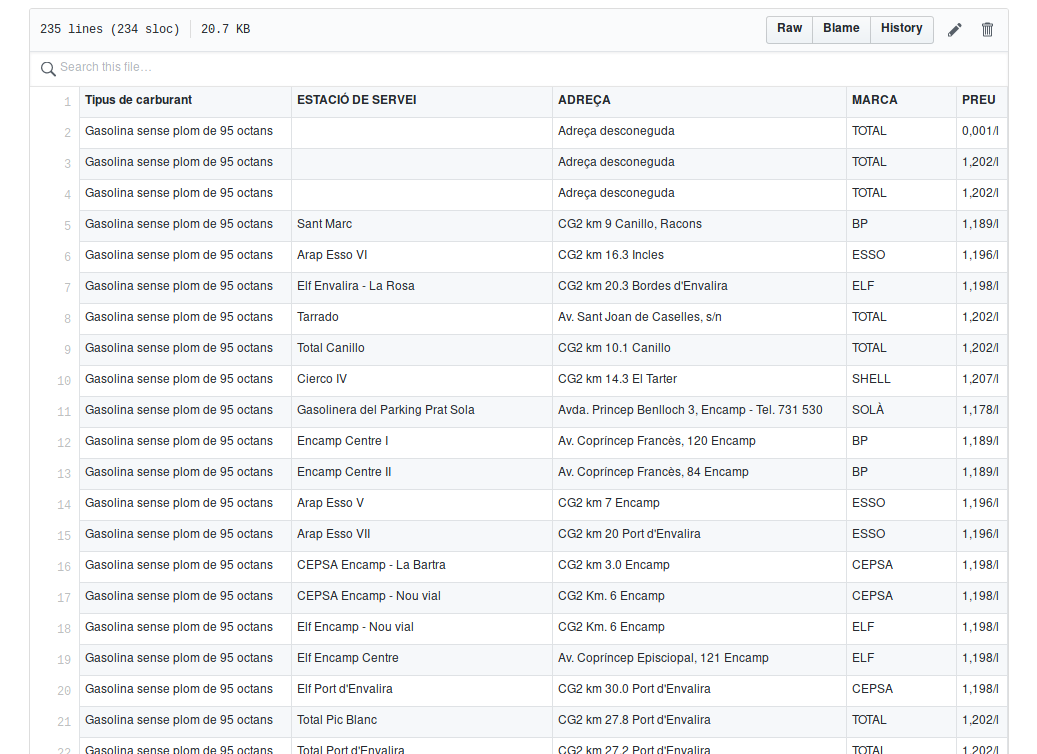 235 lines (234 sloc) 20.7 KB Raw Blame History
Search this file…
1 Tipus de carburant ESTACIÓ DE SERVEI ADREÇA MARCA PREU
2 Gasolina sense plom de 95 octans Adreça desconeguda TOTAL 0,001/l
3 Gasolina sense plom de 95 octans Adreça desconeguda TOTAL 1,202/l
4 Gasolina sense plom de 95 octans Adreça desconeguda TOTAL 1,202/l
5 Gasolina sense plom de 95 octans Sant Marc CG2 km 9 Canillo, Racons BP 1,189/l
6 Gasolina sense plom de 95 octans Arap Esso VI CG2 km 16.3 Incles ESSO 1,196/l
7 Gasolina sense plom de 95 octans Elf Envalira - La Rosa CG2 km 20.3 Bordes d'Envalira ELF 1,198/l
8 Gasolina sense plom de 95 octans Tarrado Av. Sant Joan de Caselles, s/n TOTAL 1,202/l
9 Gasolina sense plom de 95 octans Total Canillo CG2 km 10.1 Canillo TOTAL 1,202/l
10 Gasolina sense plom de 95 octans Cierco IV CG2 km 14.3 El Tarter SHELL 1,207/l
11 Gasolina sense plom de 95 octans Gasolinera del Parking Prat Sola Avda. Princep Benlloch 3, Encamp - Tel. 731 530 SOLÀ 1,178/l
12 Gasolina sense plom de 95 octans Encamp Centre I Av. Copríncep Francès, 120 Encamp BP 1,189/l
13 Gasolina sense plom de 95 octans Encamp Centre II Av. Copríncep Francès, 84 Encamp BP 1,189/l
14 Gasolina sense plom de 95 octans Arap Esso V CG2 km 7 Encamp ESSO 1,196/l
15 Gasolina sense plom de 95 octans Arap Esso VII CG2 km 20 Port d'Envalira ESSO 1,196/l
16 Gasolina sense plom de 95 octans CEPSA Encamp - La Bartra CG2 km 3.0 Encamp CEPSA 1,198/l
17 Gasolina sense plom de 95 octans CEPSA Encamp - Nou vial CG2 Km. 6 Encamp CEPSA 1,198/l
18 Gasolina sense plom de 95 octans Elf Encamp - Nou vial CG2 Km. 6 Encamp ELF 1,198/l
19 Gasolina sense plom de 95 octans Elf Encamp Centre Av. Copríncep Episciopal, 121 Encamp ELF 1,198/l
20 Gasolina sense plom de 95 octans Elf Port d'Envalira CG2 km 30.0 Port d'Envalira CEPSA 1,198/l
21 Gasolina sense plom de 95 octans Total Pic Blanc CG2 km 27.8 Port d'Envalira TOTAL 1,202/l
22 Gasolina sense plom de 95 octans Total Port d'Envalira CG2 km 27.2 Port d'Envalira TOTAL 1,202/l